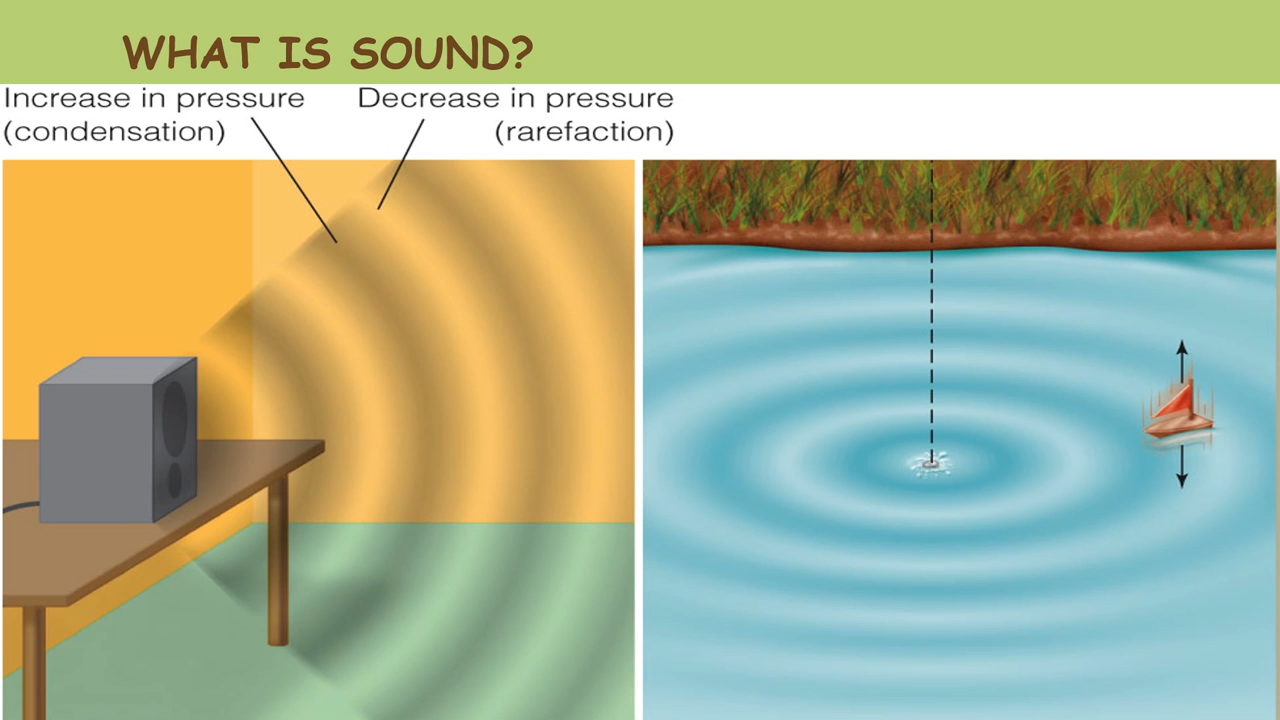 WHAT IS SOUND?
Increase in pressure
(condensation)
Decrease in pressure
(rarefaction)